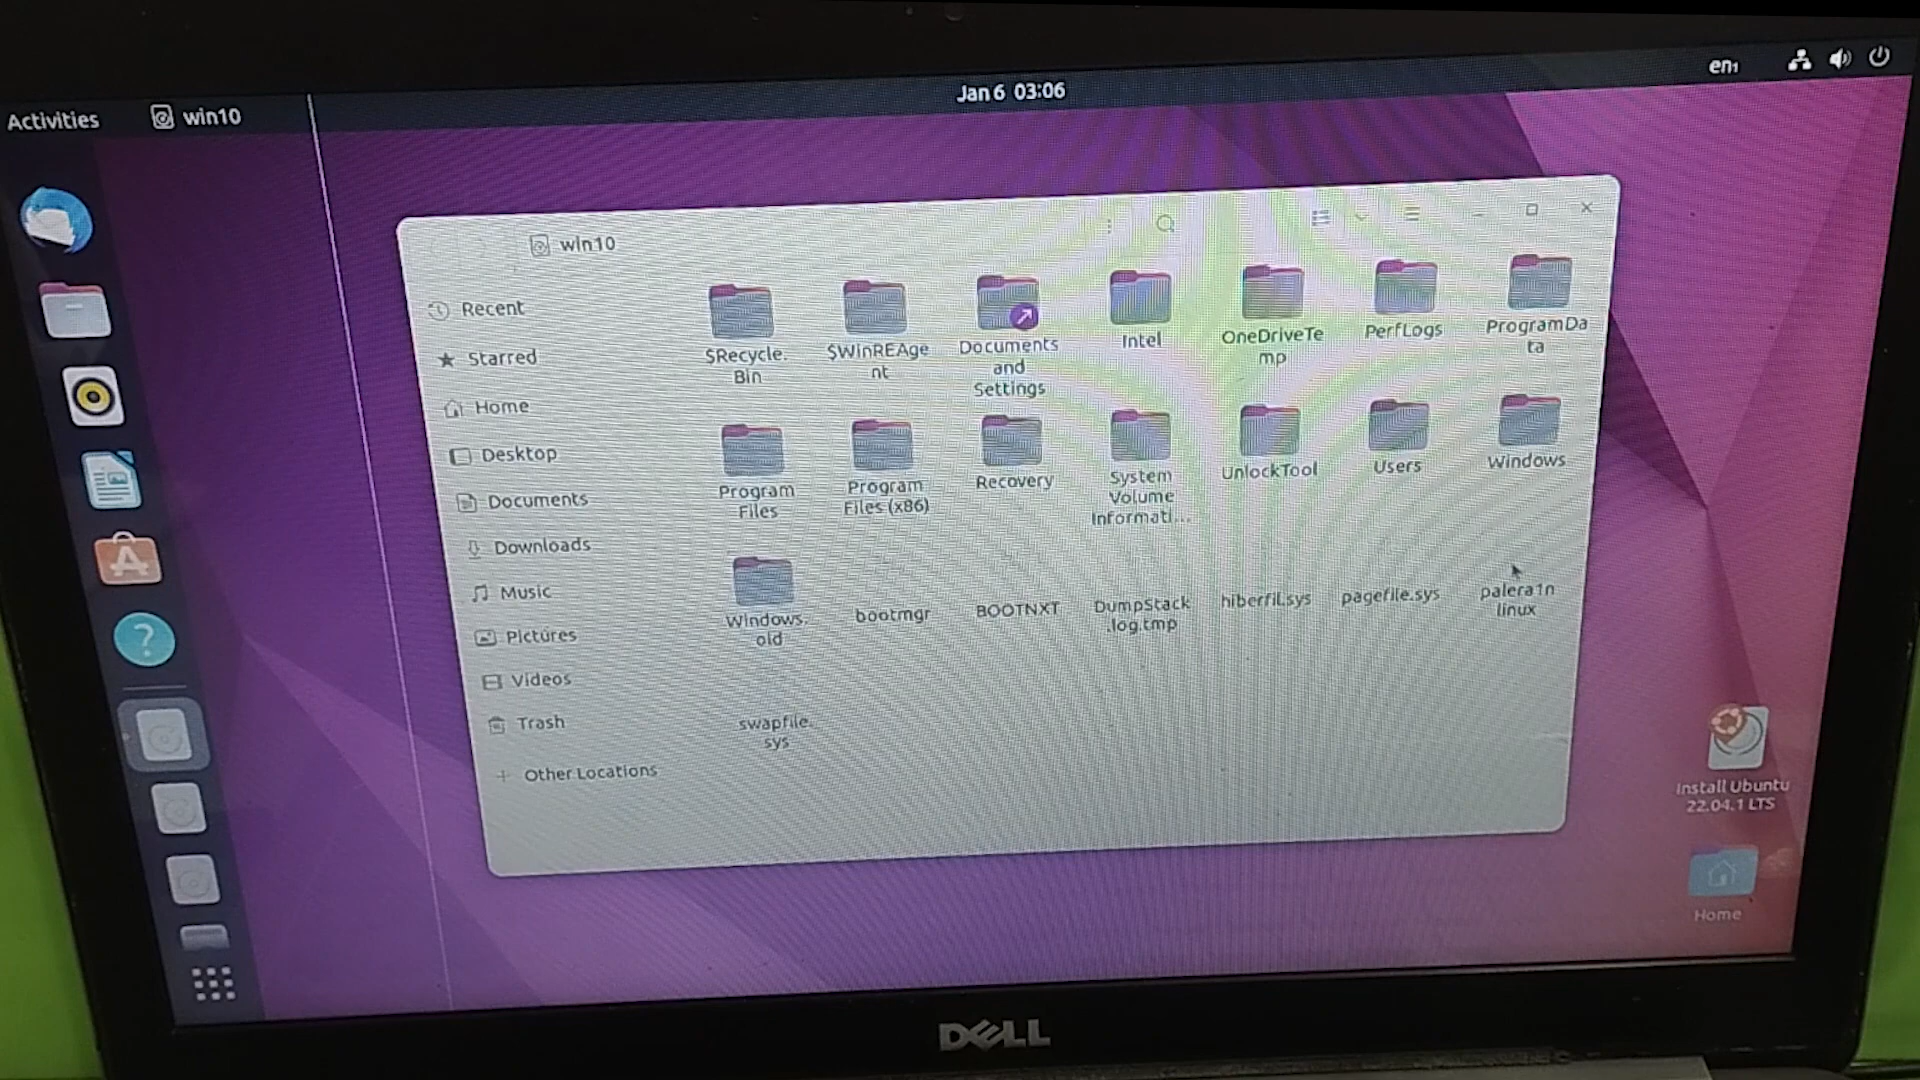 Activities
win10
Jan 6 03:06
en1
win10
Recent
Starred
Home
Desktop
Documents
Downloads
Music
Pictures
Videos
Trash
Other Locations
$Recycle.
Bin
$WinREAge
nt
Documents
and
Settings
Intel
OneDriveTe
mp
PerfLogs
ProgramDa
ta
Program
Files
Program
Files (x86)
Recovery
System
Volume
Informati...
UnlockTool
Users
Windows
Windows.
old
bootmgr
BOOTNXT
DumpStack
.log.tmp
hiberfil.sys
pagefile.sys
palera1n
linux
swapfile.
sys
Install Ubuntu
22.04.1 LTS
Home
DELL